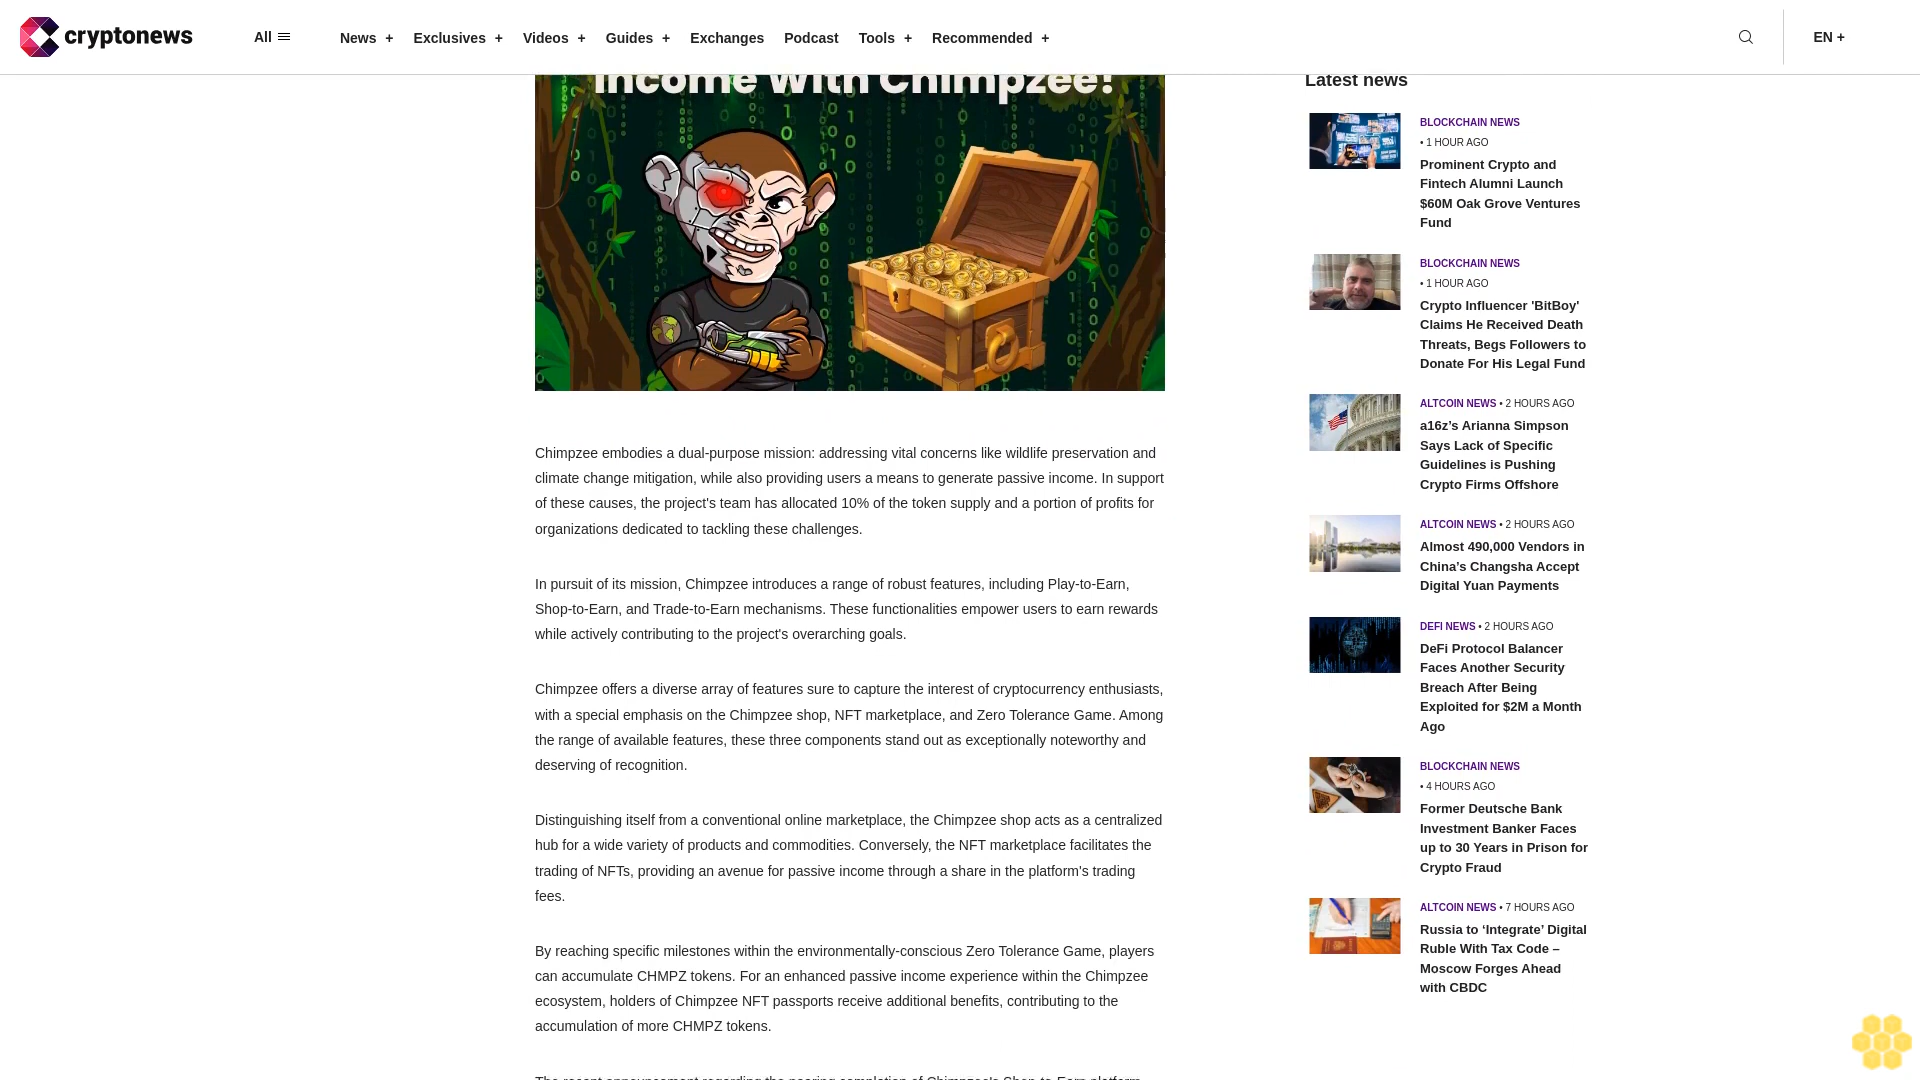 cryptonews
All
News +
Exclusives +
Videos +
Guides +
Exchanges
Podcast
Tools +
Recommended +
EN +
Income With Chimpzee!
Chimpzee embodies a dual-purpose mission: addressing vital concerns like wildlife preservation and
climate change mitigation, while also providing users a means to generate passive income. In support
of these causes, the project's team has allocated 10% of the token supply and a portion of profits for
organizations dedicated to tackling these challenges.
In pursuit of its mission, Chimpzee introduces a range of robust features, including Play-to-Earn,
Shop-to-Earn, and Trade-to-Earn mechanisms. These functionalities empower users to earn rewards
while actively contributing to the project's overarching goals.
Chimpzee offers a diverse array of features sure to capture the interest of cryptocurrency enthusiasts,
with a special emphasis on the Chimpzee shop, NFT marketplace, and Zero Tolerance Game. Among
the range of available features, these three components stand out as exceptionally noteworthy and
deserving of recognition.
Distinguishing itself from a conventional online marketplace, the Chimpzee shop acts as a centralized
hub for a wide variety of products and commodities. Conversely, the NFT marketplace facilitates the
trading of NFTs, providing an avenue for passive income through a share in the platform's trading
fees.
By reaching specific milestones within the environmentally-conscious Zero Tolerance Game, players
can accumulate CHMPZ tokens. For an enhanced passive income experience within the Chimpzee
ecosystem, holders of Chimpzee NFT passports receive additional benefits, contributing to the
accumulation of more CHMPZ tokens.
The recent announcement regarding the nearing completion of Chimpzee's Shop-to-Earn platform
Latest news
BLOCKCHAIN NEWS
• 1 HOUR AGO
Prominent Crypto and
Fintech Alumni Launch
$60M Oak Grove Ventures
Fund
BLOCKCHAIN NEWS
• 1 HOUR AGO
Crypto Influencer 'BitBoy'
Claims He Received Death
Threats, Begs Followers to
Donate For His Legal Fund
ALTCOIN NEWS • 2 HOURS AGO
a16z’s Arianna Simpson
Says Lack of Specific
Guidelines is Pushing
Crypto Firms Offshore
ALTCOIN NEWS • 2 HOURS AGO
Almost 490,000 Vendors in
China’s Changsha Accept
Digital Yuan Payments
DEFI NEWS • 2 HOURS AGO
DeFi Protocol Balancer
Faces Another Security
Breach After Being
Exploited for $2M a Month
Ago
BLOCKCHAIN NEWS
• 4 HOURS AGO
Former Deutsche Bank
Investment Banker Faces
up to 30 Years in Prison for
Crypto Fraud
ALTCOIN NEWS • 7 HOURS AGO
Russia to ‘Integrate’ Digital
Ruble With Tax Code –
Moscow Forges Ahead
with CBDC